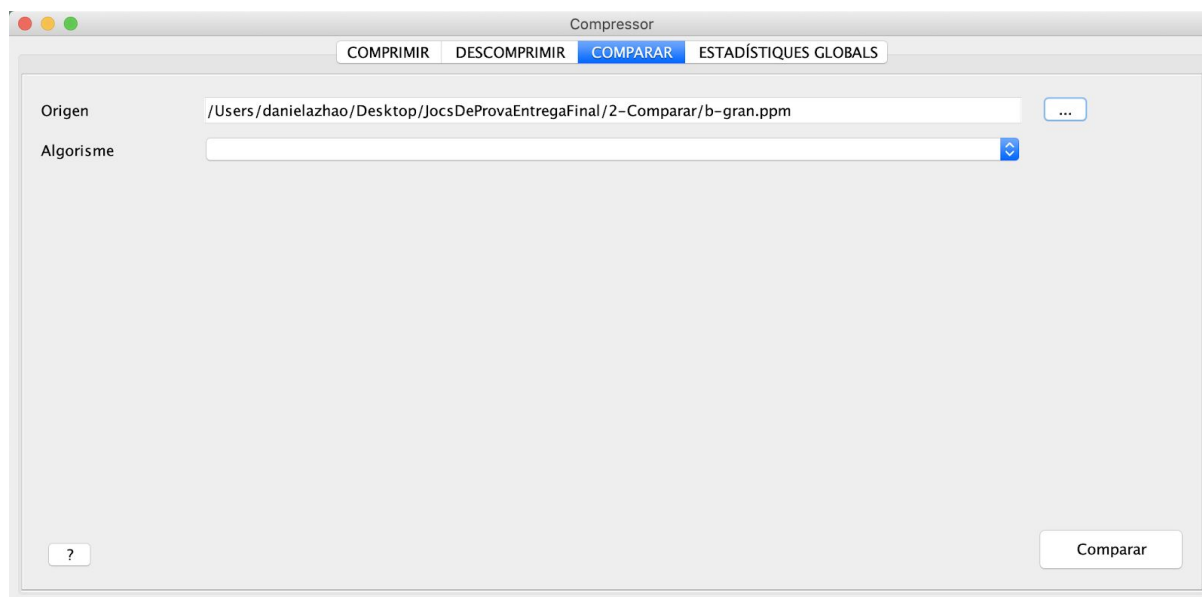 Compressor
COMPRIMIR DESCOMPRIMIR COMPARAR ESTADÍSTIQUES GLOBALS
Origen /Users/danielazhao/Desktop/JocsDeProvaEntregaFinal/2-Comparar/b-gran.ppm ...
Algorisme
? Comparar